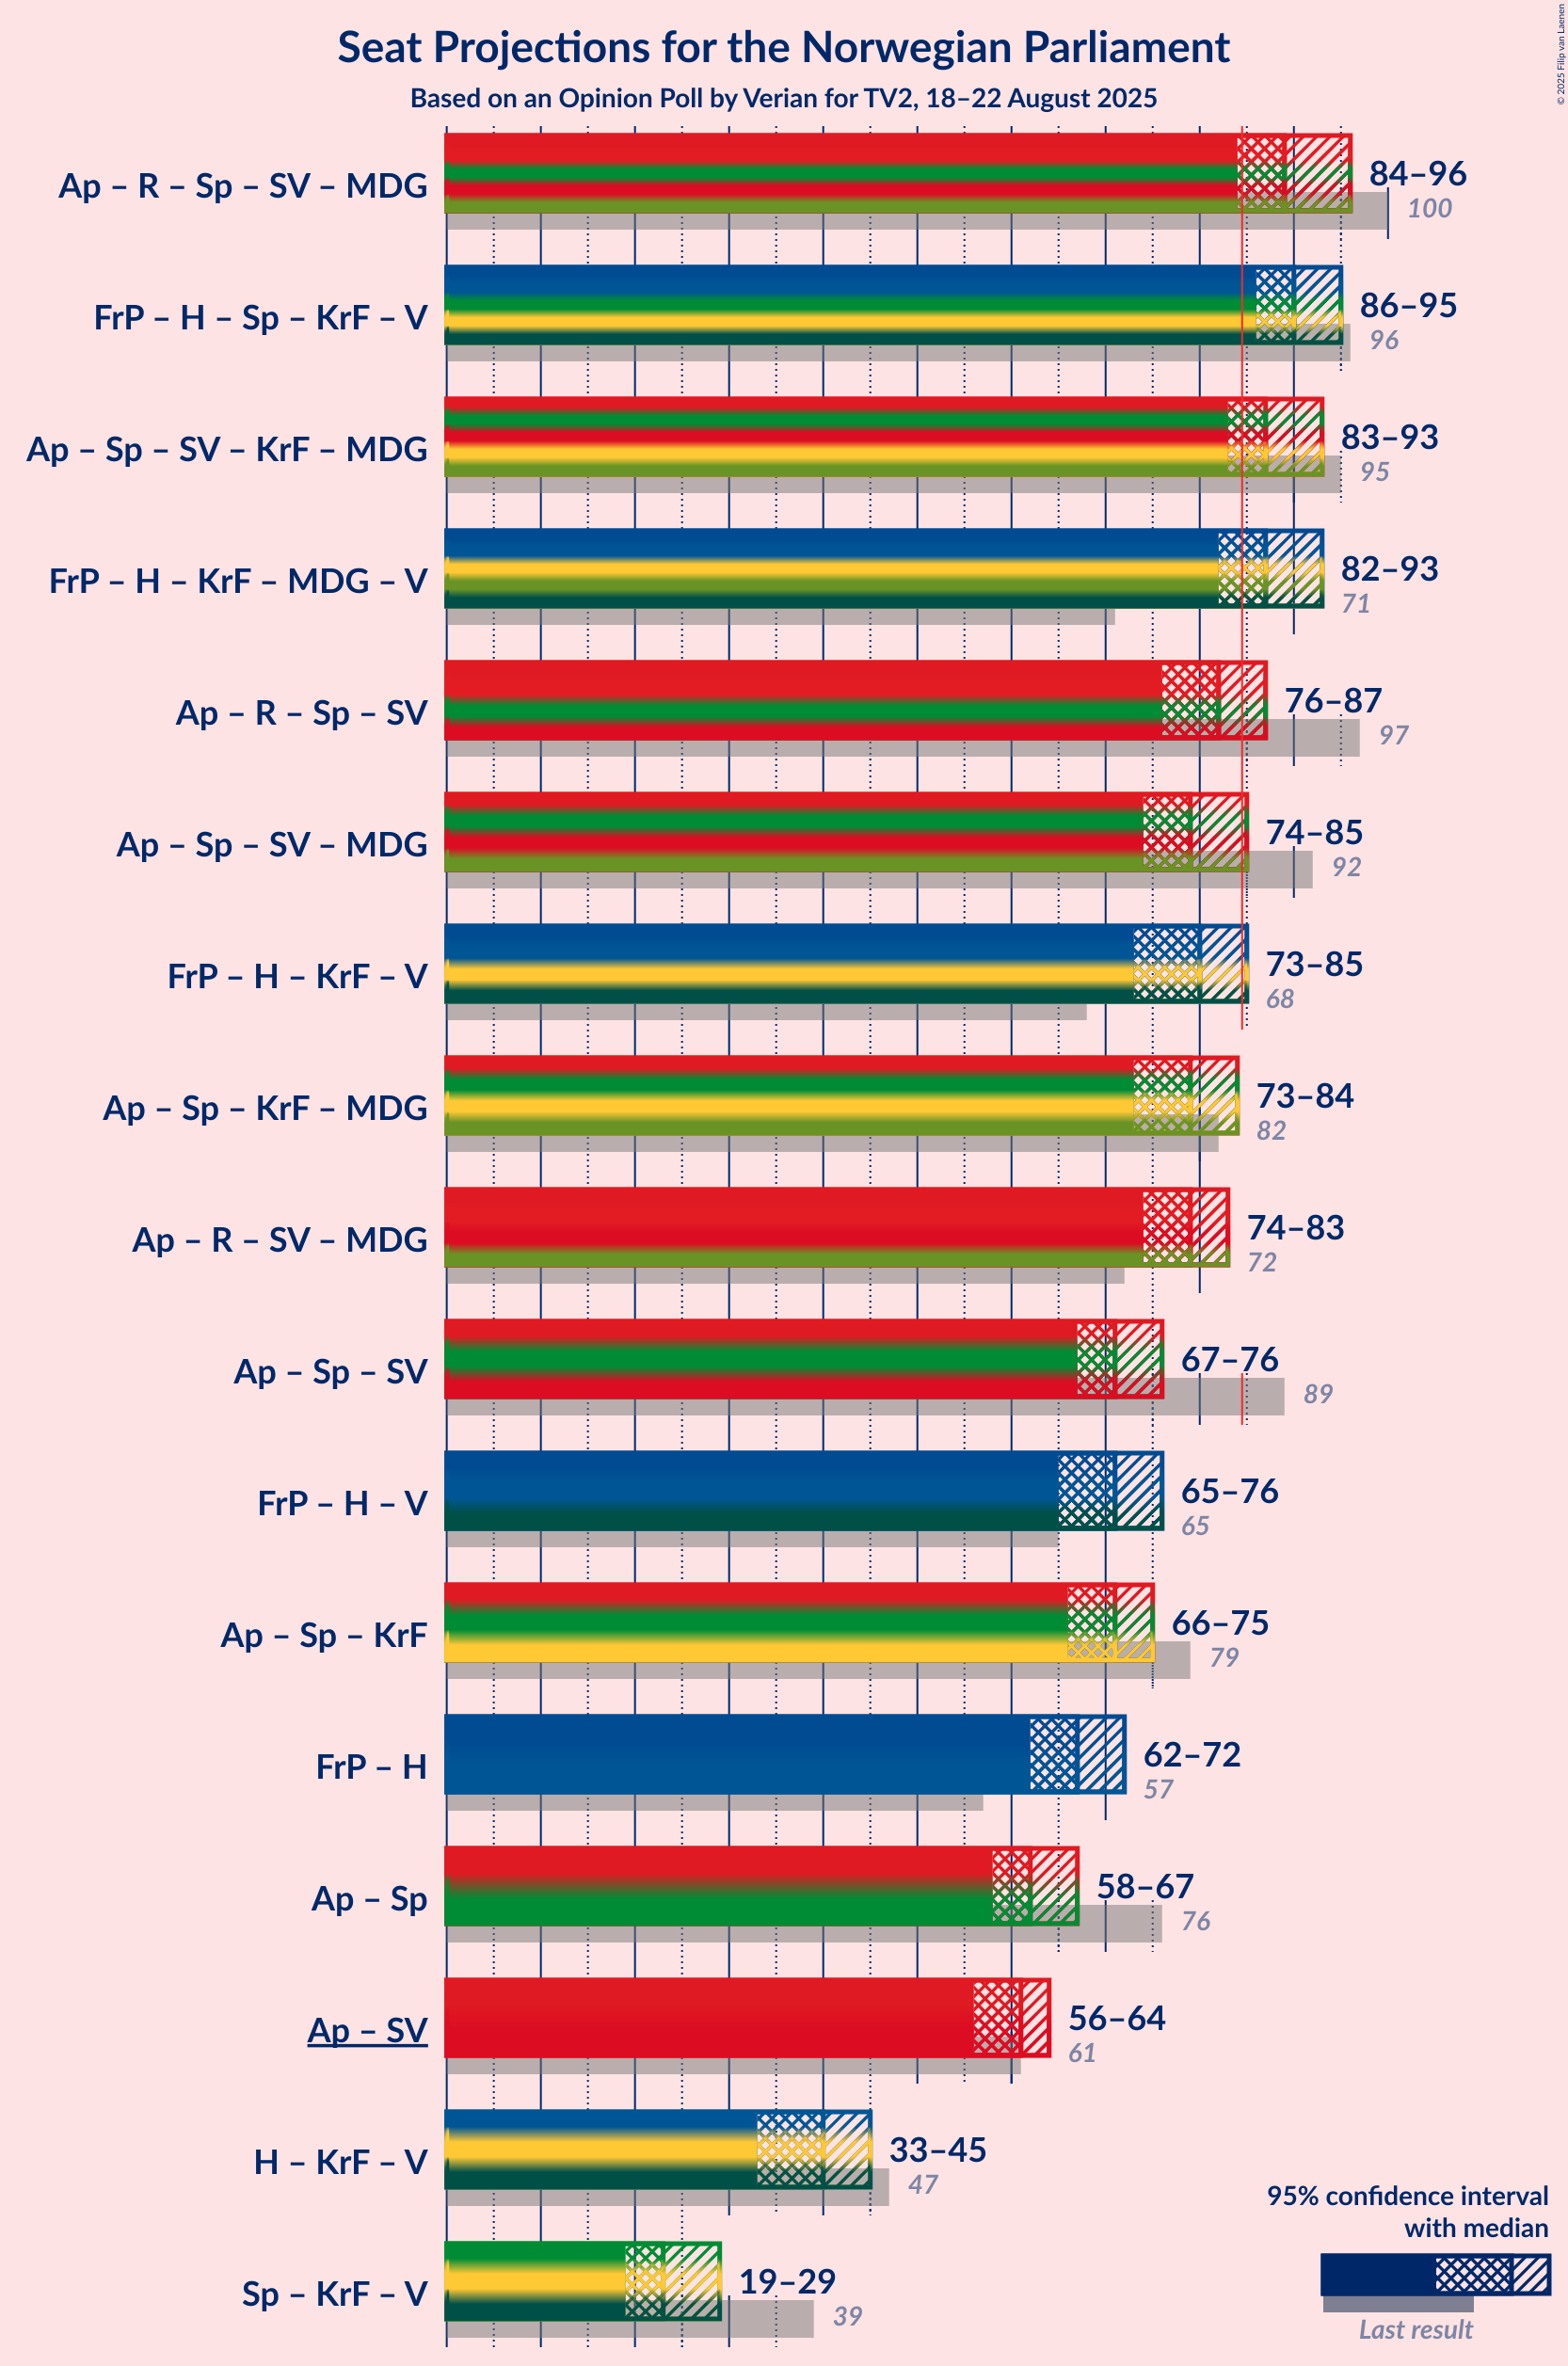 Seat Projections for the Norwegian Parliament
Based on an Opinion Poll by Verian for TV2, 18–22 August 2025
© 2025 Filip van Laenen
Ap – R – Sp – SV – MDG
84–96
100
FrP – H – Sp – KrF – V
86–95
96
Ap – Sp – SV – KrF – MDG
83–93
95
FrP – H – KrF – MDG – V
82–93
71
Ap – R – Sp – SV
76–87
97
Ap – Sp – SV – MDG
74–85
92
FrP – H – KrF – V
73–85
68
Ap – Sp – KrF – MDG
73–84
82
Ap – R – SV – MDG
74–83
72
Ap – Sp – SV
67–76
89
FrP – H – V
65–76
65
Ap – Sp – KrF
66–75
79
FrP – H
62–72
57
Ap – Sp
58–67
76
Ap – SV
56–64
61
H – KrF – V
33–45
47
Sp – KrF – V
19–29
39
95% confidence interval
with median
Last result